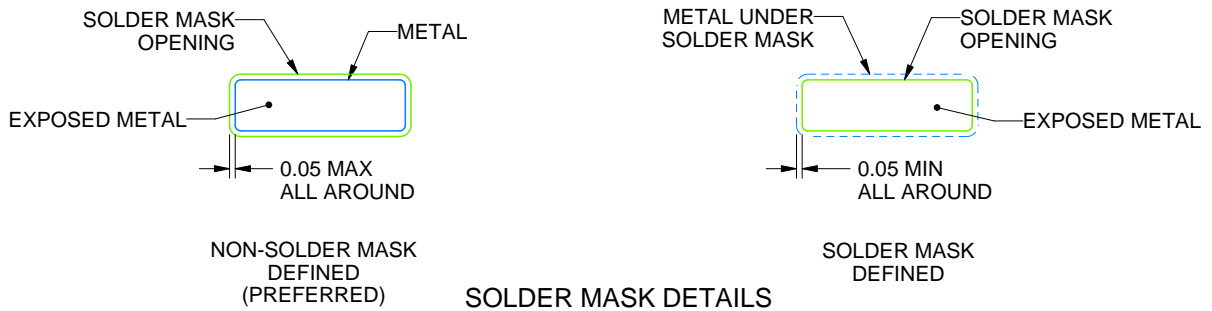 SOLDER MASK
OPENING
METAL
EXPOSED METAL
0.05 MAX
ALL AROUND
NON-SOLDER MASK
DEFINED
(PREFERRED)
METAL UNDER
SOLDER MASK
SOLDER MASK
OPENING
EXPOSED METAL
0.05 MIN
ALL AROUND
SOLDER MASK
DEFINED
SOLDER MASK DETAILS